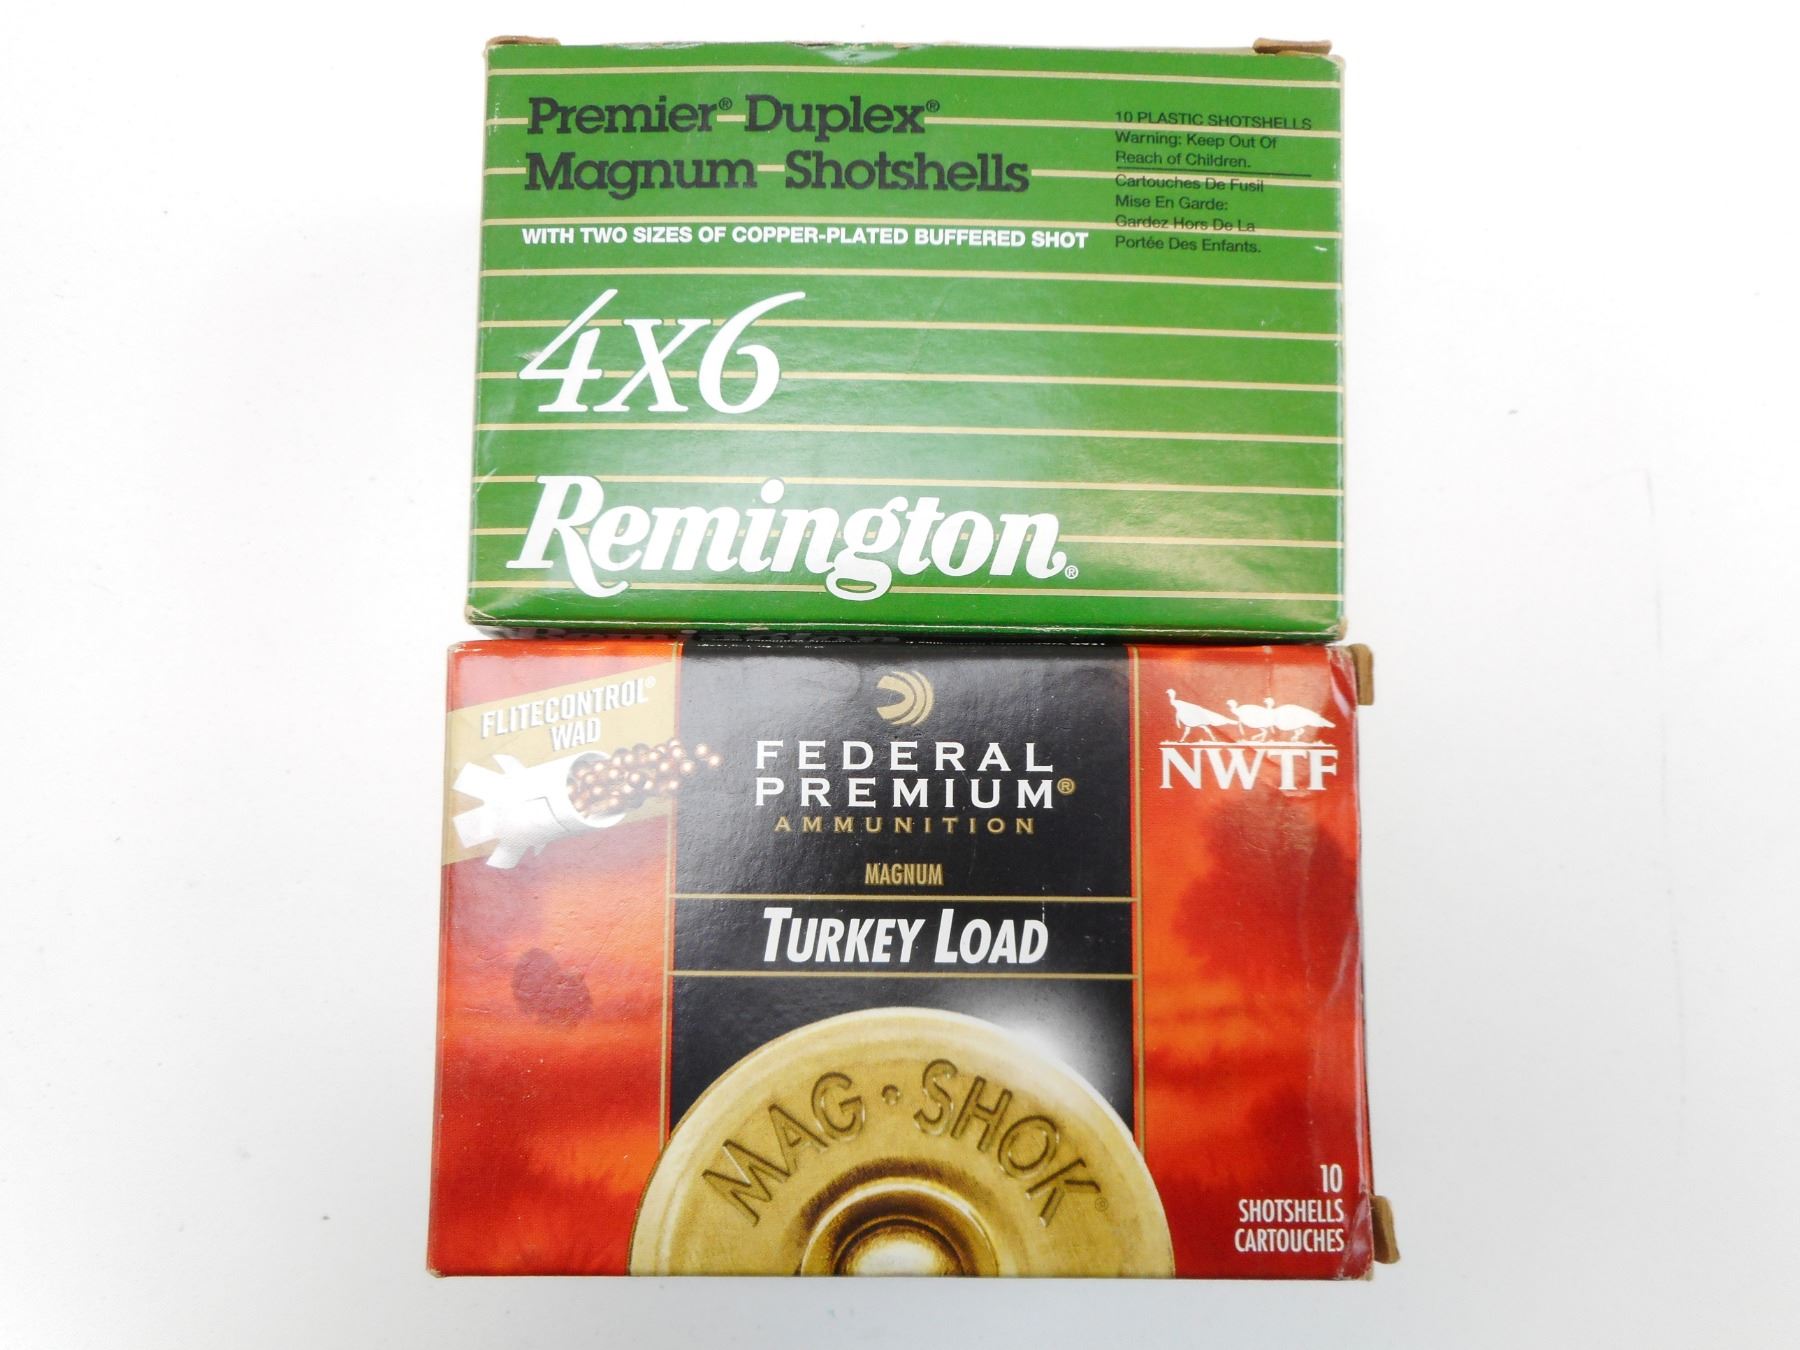 Premier® Duplex®
Magnum Shotshells
WITH TWO SIZES OF COPPER-PLATED BUFFERED SHOT
4x6
Remington®
10 PLASTIC SHOTSHELLS
Warning: Keep Out Of
Reach of Children.
Cartouches De Fusil
Mise En Garde:
Gardez Hors De La
Portée Des Enfants.
FLITECONTROL®
WAD
FEDERAL
PREMIUM®
AMMUNITION
MAGNUM
TURKEY LOAD
MAG·SHOK®
NWTF
10
SHOTSHELLS
CARTOUCHES